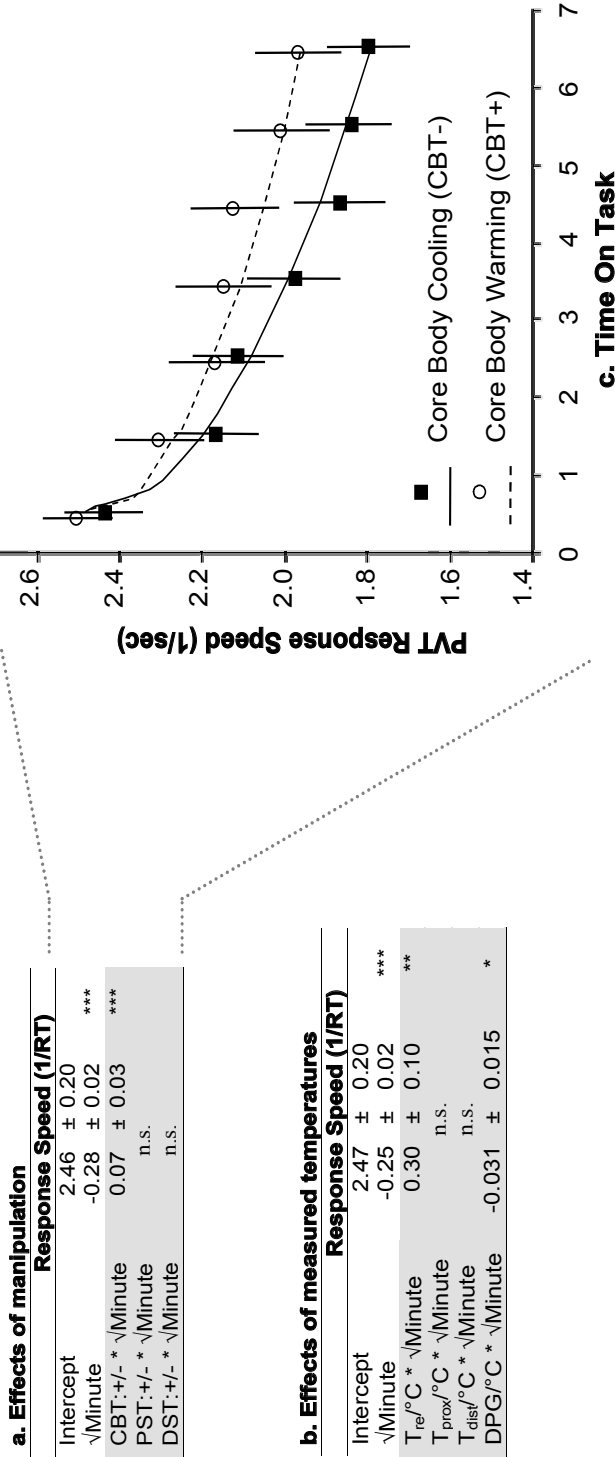 a. Effects of manipulation
Response Speed (1/RT)
Intercept 2.46 ± 0.20
√Minute -0.28 ± 0.02 ***
CBT:+/- * √Minute 0.07 ± 0.03 ***
PST:+/- * √Minute n.s.
DST:+/- * √Minute n.s.
b. Effects of measured temperatures
Response Speed (1/RT)
Intercept 2.47 ± 0.20
√Minute -0.25 ± 0.02 ***
Tre/°C * √Minute 0.30 ± 0.10 **
Tprox/°C * √Minute n.s.
Tdist/°C * √Minute n.s.
DPG/°C * √Minute -0.031 ± 0.015 *
PVT Response Speed (1/sec)
2.6
2.4
2.2
2.0
1.8
1.6
1.4
Core Body Cooling (CBT-)
Core Body Warming (CBT+)
0 1 2 3 4 5 6 7
c. Time On Task